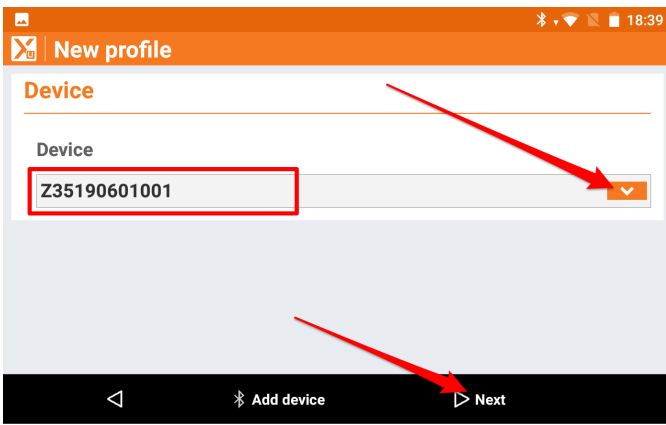 18:39
New profile
Device
Device
Z35190601001
Add device
Next